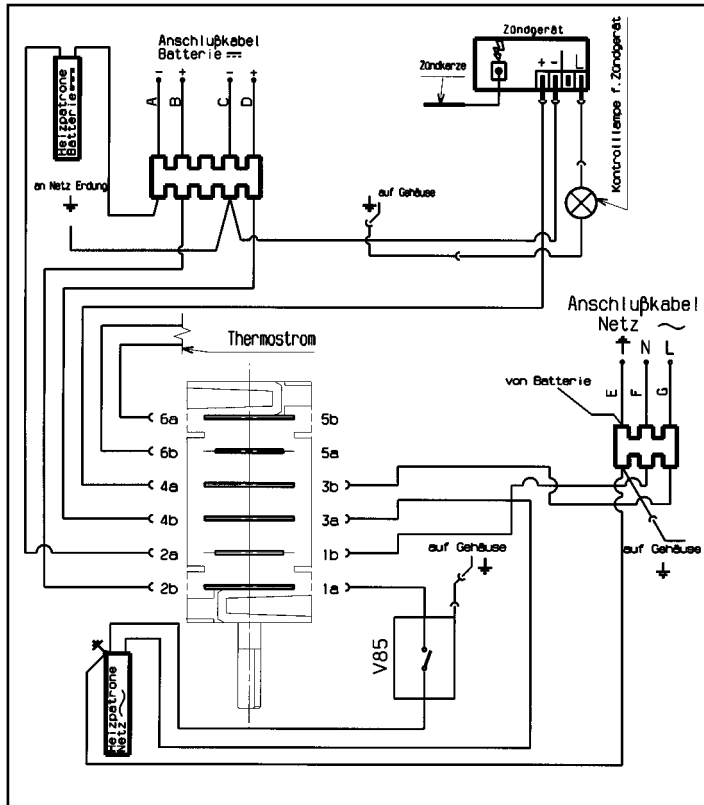 Zündgerät
Anschlußkabel
Batterie
- + - +
A B C D
Heizpatrone
Batterie
Zündkerze
+ - L
Kontrolllampe f. Zündgerät
an Netz Erdung
auf Gehäuse
Anschlußkabel
Netz ~
N L
E F G
von Batterie
Thermostrom
6a 5b
6b 5a
4a 3b
4b 3a
2a 1b
2b 1a
auf Gehäuse
auf Gehäuse
V85
Heizpatrone
Netz ~